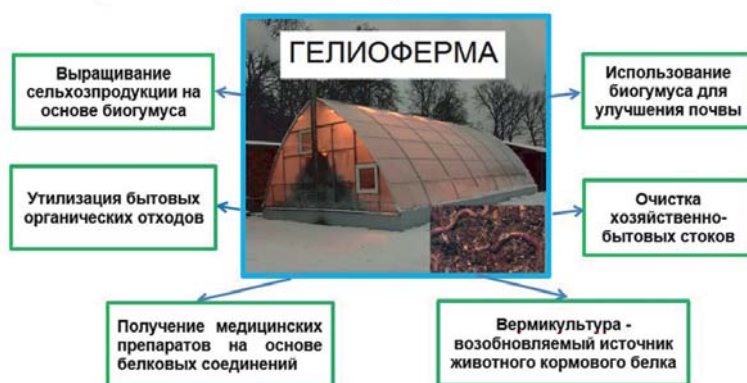 ГЕЛИОФЕРМА
Выращивание
сельхозпродукции на
основе биогумуса
Использование
биогумуса для
улучшения почвы
Утилизация бытовых
органических отходов
Очистка
хозяйственно-
бытовых стоков
Получение медицинских
препаратов на основе
белковых соединений
Вермикультура -
возобновляемый источник
животного кормового белка